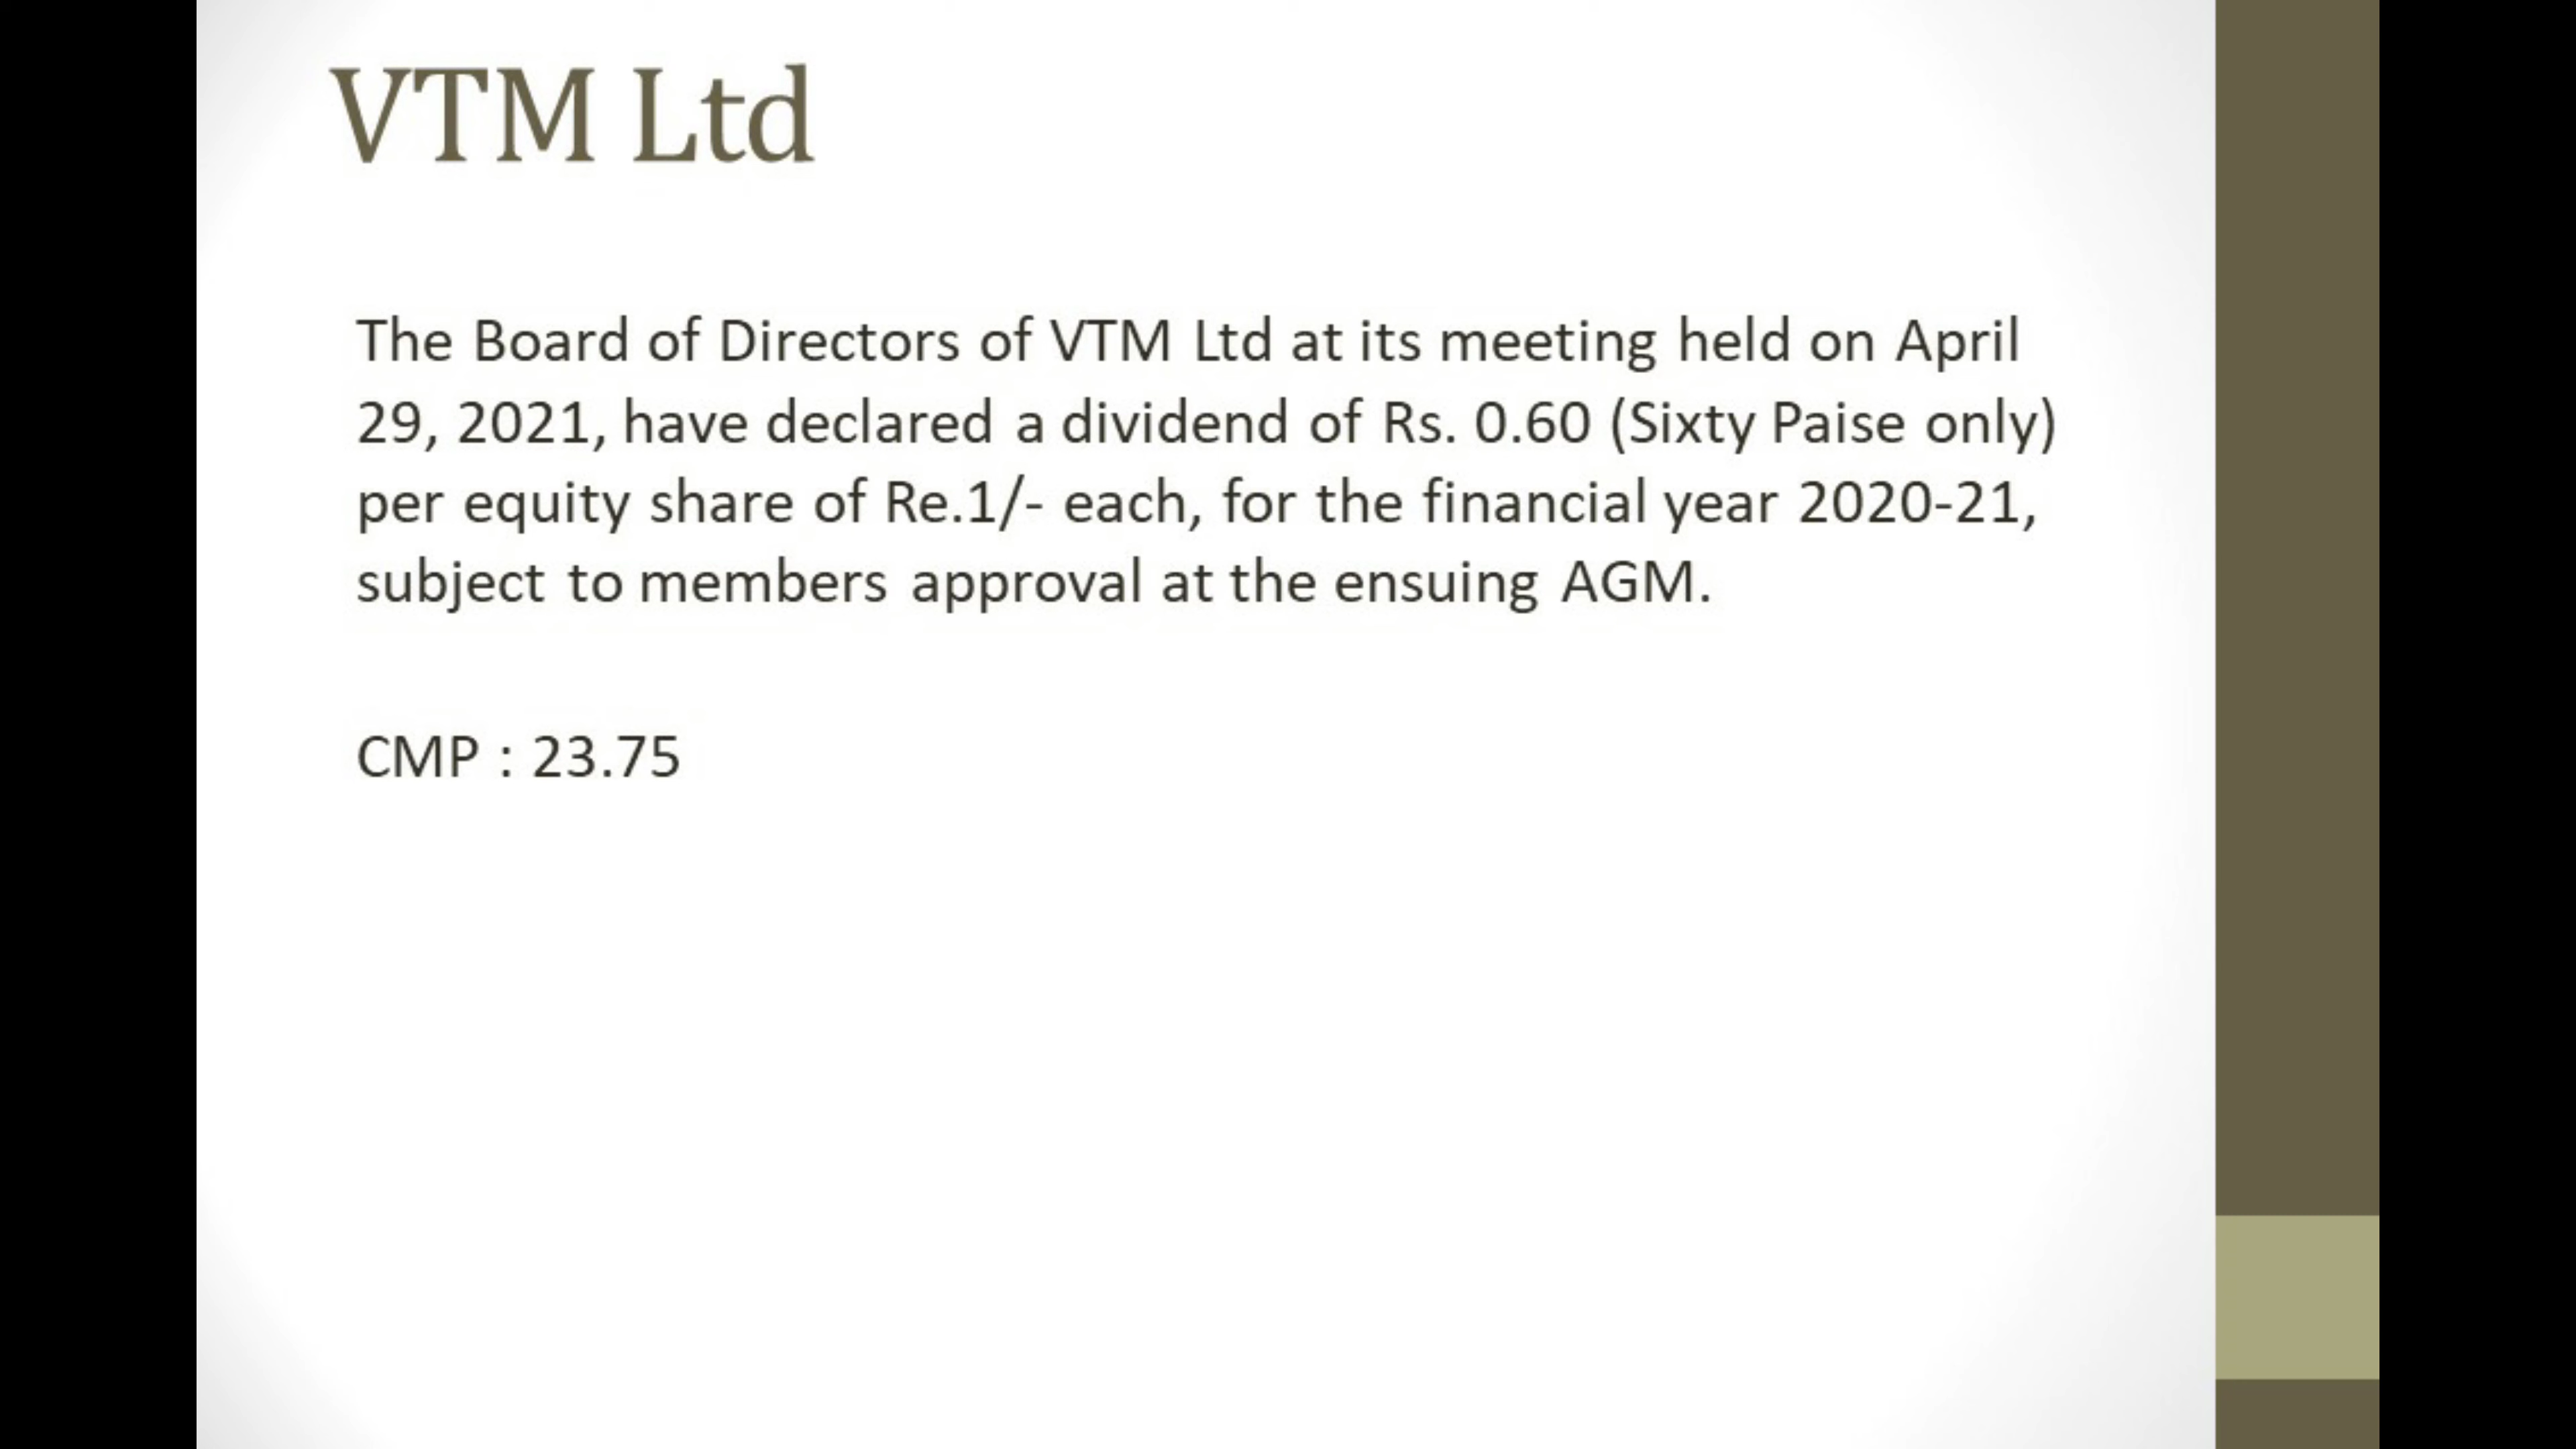 VTM Ltd
The Board of Directors of VTM Ltd at its meeting held on April
29, 2021, have declared a dividend of Rs. 0.60 (Sixty Paise only)
per equity share of Re.1/- each, for the financial year 2020-21,
subject to members approval at the ensuing AGM.
CMP : 23.75